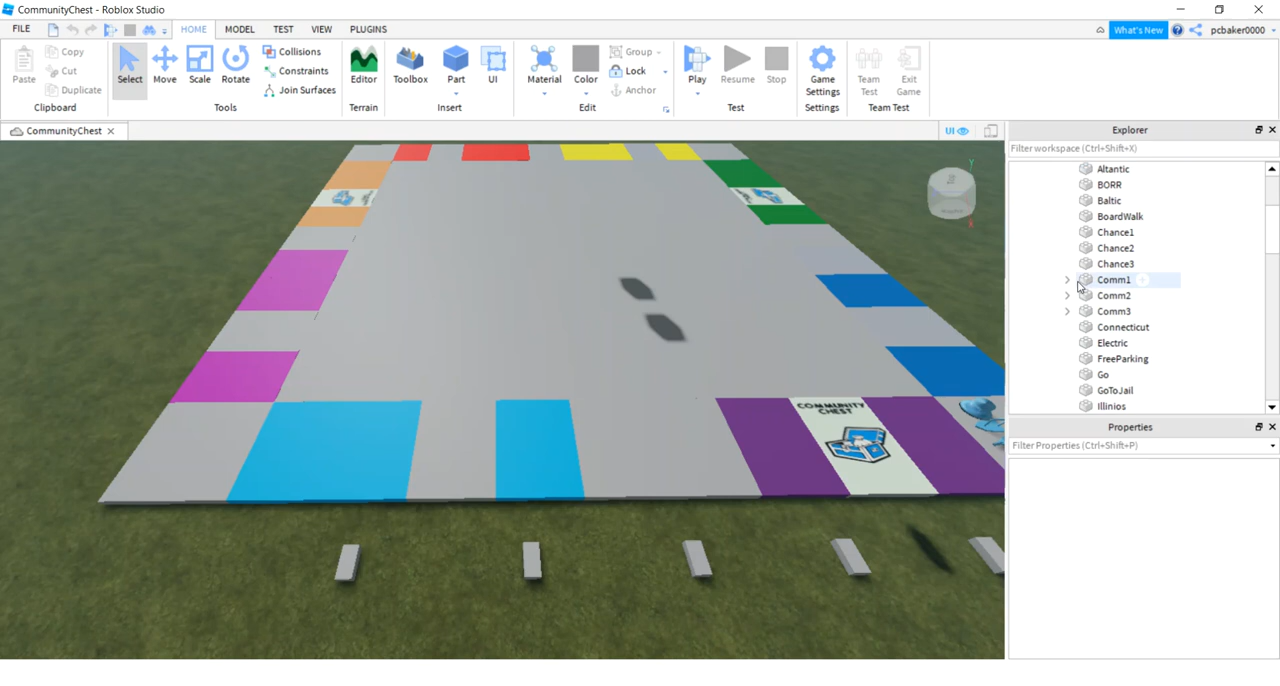 CommunityChest - Roblox Studio
FILE HOME MODEL TEST VIEW PLUGINS What's New pcbaker0000
Paste Copy Cut Duplicate Select Move Scale Rotate Collisions Constraints Join Surfaces Editor Toolbox Part UI Material Color Group Lock Anchor Play Resume Stop Game Settings Team Test Exit Game
Clipboard Tools Terrain Insert Edit Test Settings Team Test
CommunityChest UI
COMMUNITY
CHEST
Explorer
Filter workspace (Ctrl+Shift+X)
Altantic
BORR
Baltic
BoardWalk
Chance1
Chance2
Chance3
Comm1
Comm2
Comm3
Connecticut
Electric
FreeParking
Go
GoToJail
Illinios
Properties
Filter Properties (Ctrl+Shift+P)
Y
X